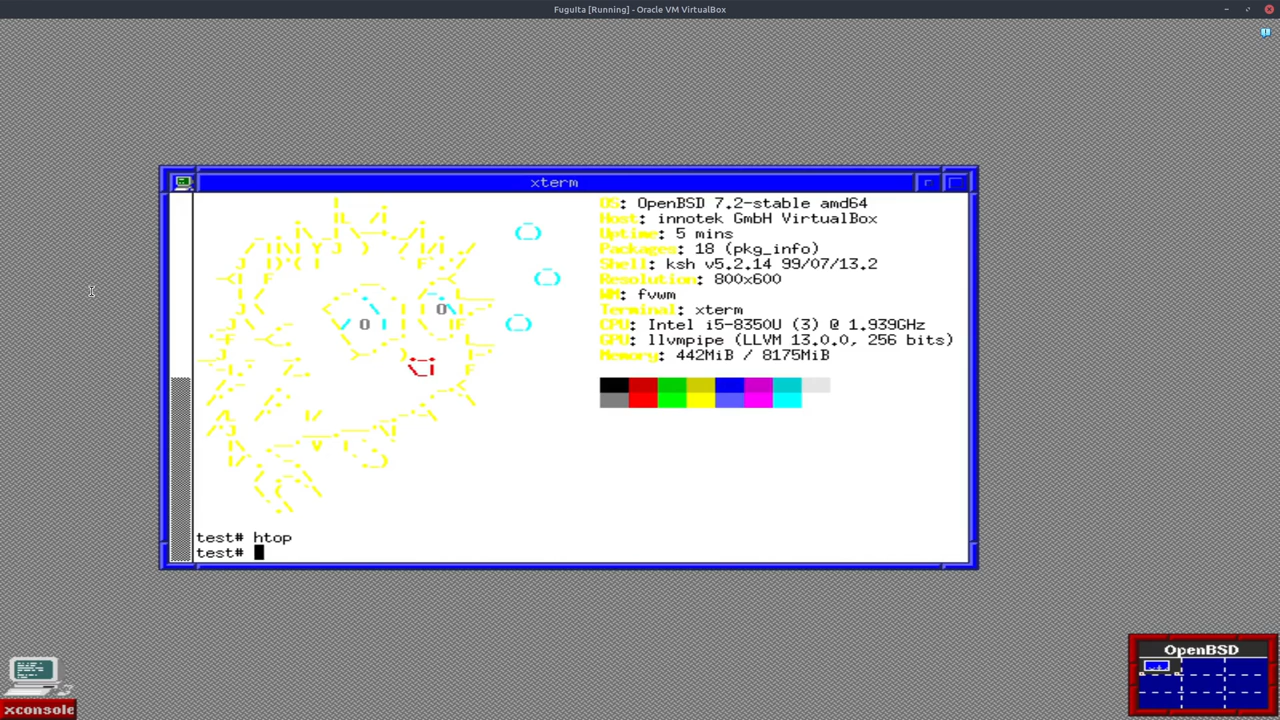 FuguIta [Running] - Oracle VM VirtualBox
xterm
OS: OpenBSD 7.2-stable amd64
Host: innotek GmbH VirtualBox
Uptime: 5 mins
Packages: 18 (pkg_info)
Shell: ksh v5.2.14 99/07/13.2
Resolution: 800x600
WM: fvwm
Terminal: xterm
CPU: Intel i5-8350U (3) @ 1.939GHz
GPU: llvmpipe (LLVM 13.0.0, 256 bits)
Memory: 442MiB / 8175MiB
test# htop
test#
OpenBSD
xconsole